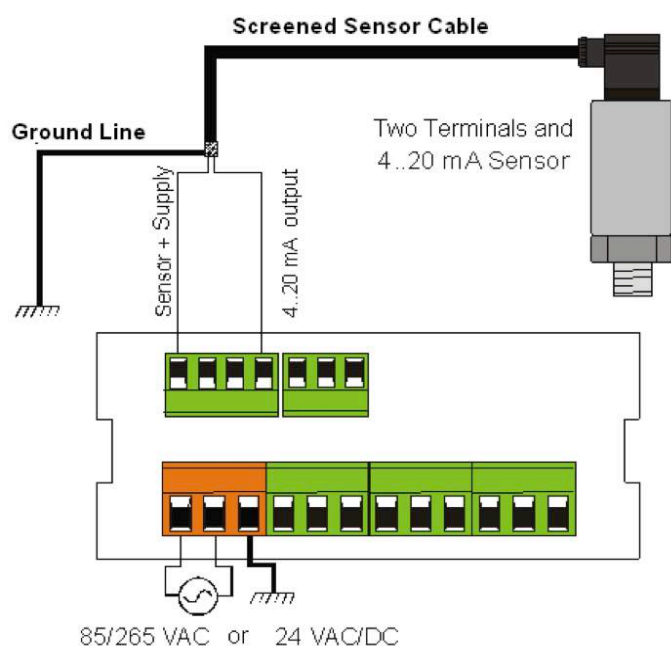 Screened Sensor Cable
Ground Line
Two Terminals and
4..20 mA Sensor
Sensor + Supply
4..20 mA output
85/265 VAC or 24 VAC/DC